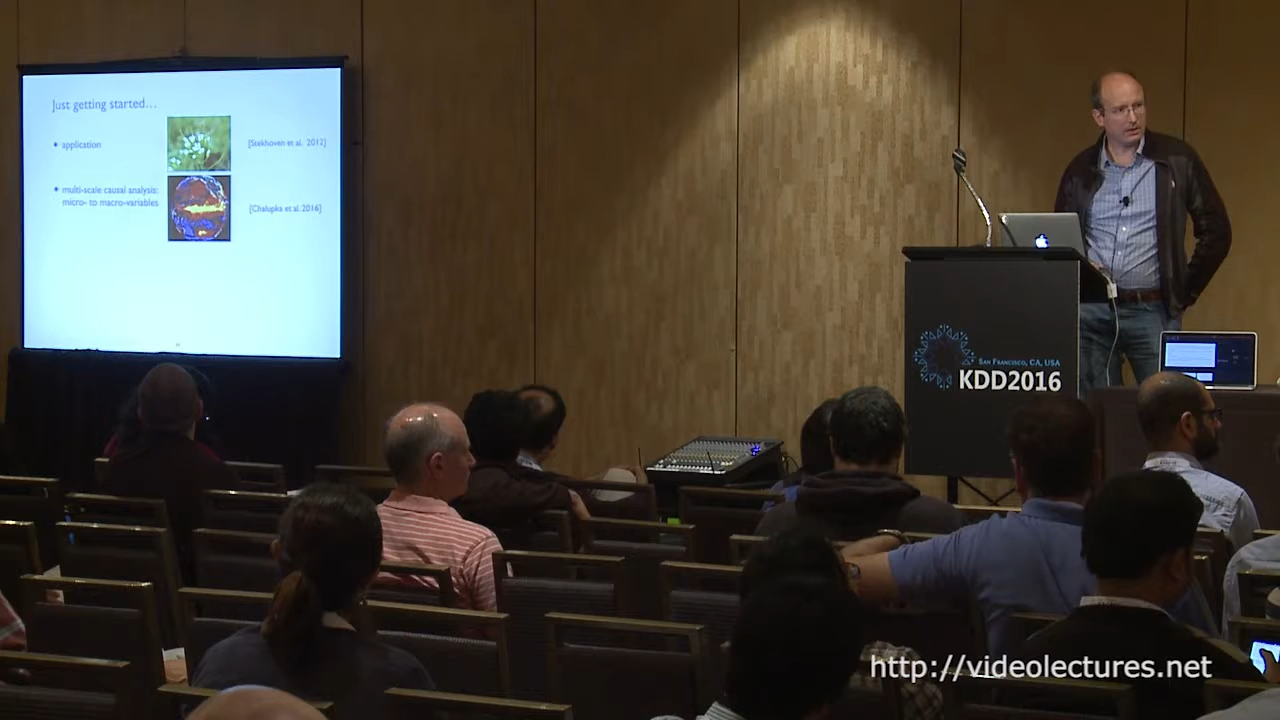 Just getting started…
• application
[Stekhoven et al. 2012]
• multi-scale causal analysis:
micro- to macro-variables
[Chalupka et al. 2016]
SAN FRANCISCO, CA, USA
KDD2016
http://videolectures.net